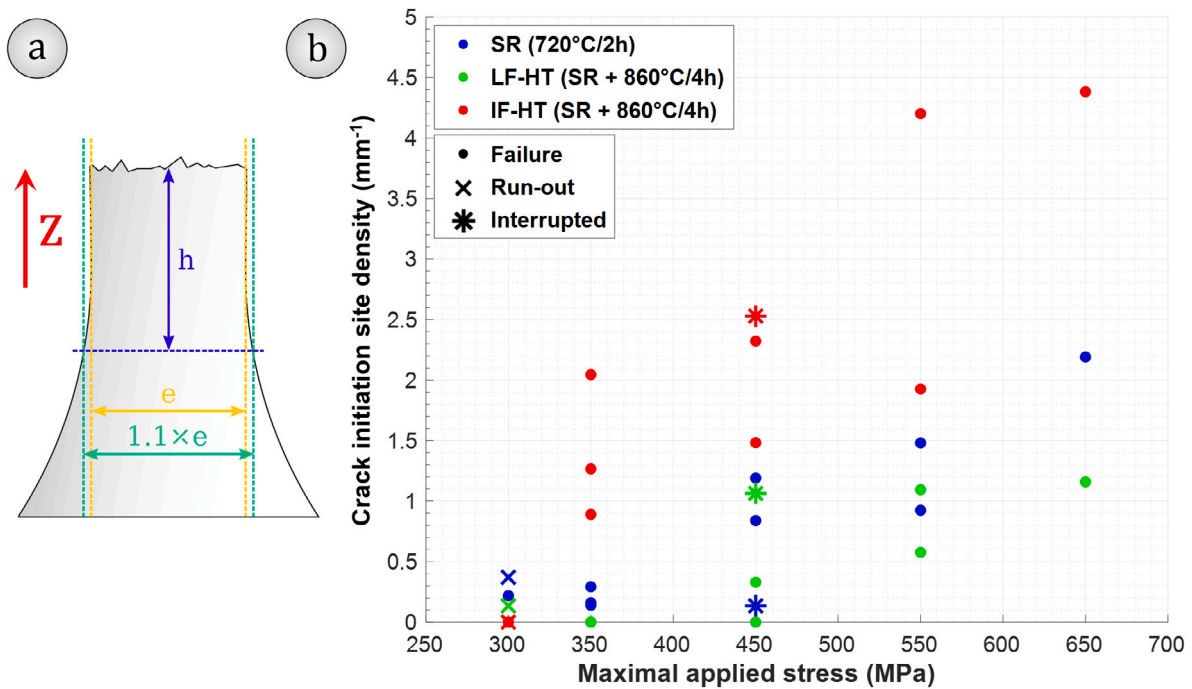 a
Z
h
e
1.1×e
b
Crack initiation site density (mm⁻¹)
5
4.5
4
3.5
3
2.5
2
1.5
1
0.5
0
SR (720°C/2h)
LF-HT (SR + 860°C/4h)
IF-HT (SR + 860°C/4h)
Failure
Run-out
Interrupted
250 300 350 400 450 500 550 600 650 700
Maximal applied stress (MPa)